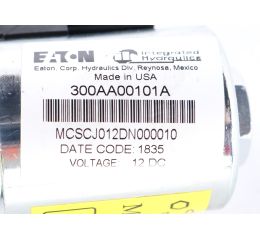 EATON Integrated Hydraulics
Eaton. Corp. Hydraulics Div. Reynosa, Mexico
Made in USA
300AA00101A
MCSCJ012DN000010
DATE CODE: 1835
VOLTAGE: 12 DC